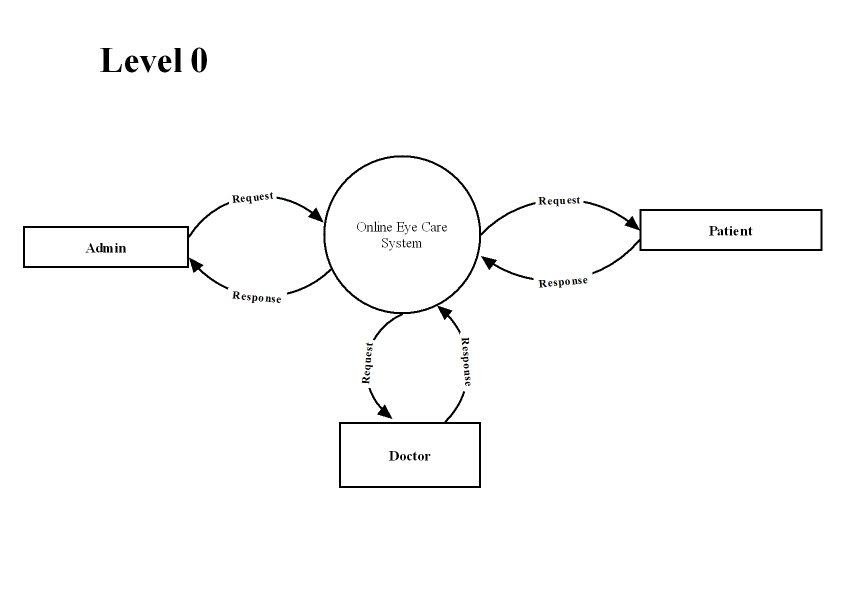 Level 0
Request
Request
Online Eye Care
System
Patient
Admin
Response
Response
Request
Response
Doctor